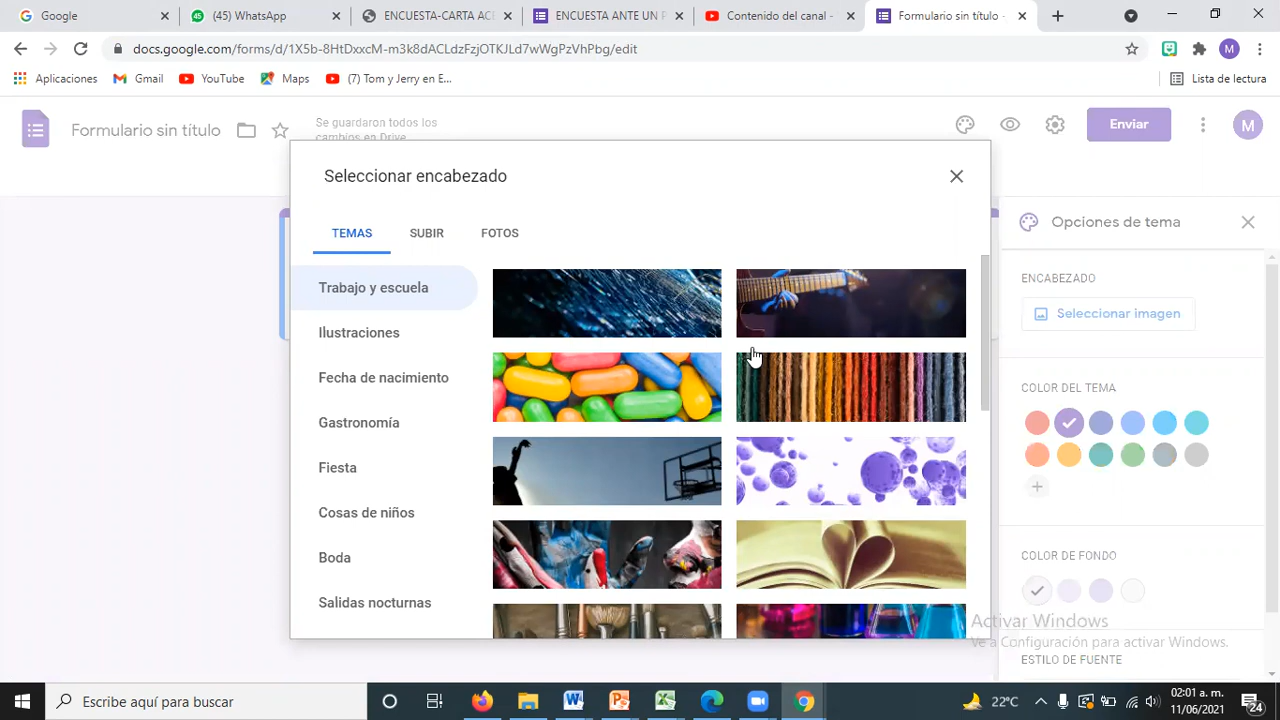 Google
(45) WhatsApp
ENCUESTA-CERTA ACE
ENCUESTA ANTE UN P
Contenido del canal -
Formulario sin título -
docs.google.com/forms/d/1X5b-8HtDxxcM-m3k8dACLdzFzjOTKJLd7wWgPzVhPbg/edit
M
Aplicaciones
Gmail
YouTube
Maps
(7) Tom y Jerry en E...
Lista de lectura
Formulario sin título
Se guardaron todos los
cambios en Drive
Enviar
M
Seleccionar encabezado
TEMAS
SUBIR
FOTOS
Trabajo y escuela
Ilustraciones
Fecha de nacimiento
Gastronomía
Fiesta
Cosas de niños
Boda
Salidas nocturnas
Opciones de tema
ENCABEZADO
Seleccionar imagen
COLOR DEL TEMA
COLOR DE FONDO
Activar Windows
Ve a Configuración para activar Windows.
ESTILO DE FUENTE
Escribe aquí para buscar
22°C
02:01 a. m.
11/06/2021
24